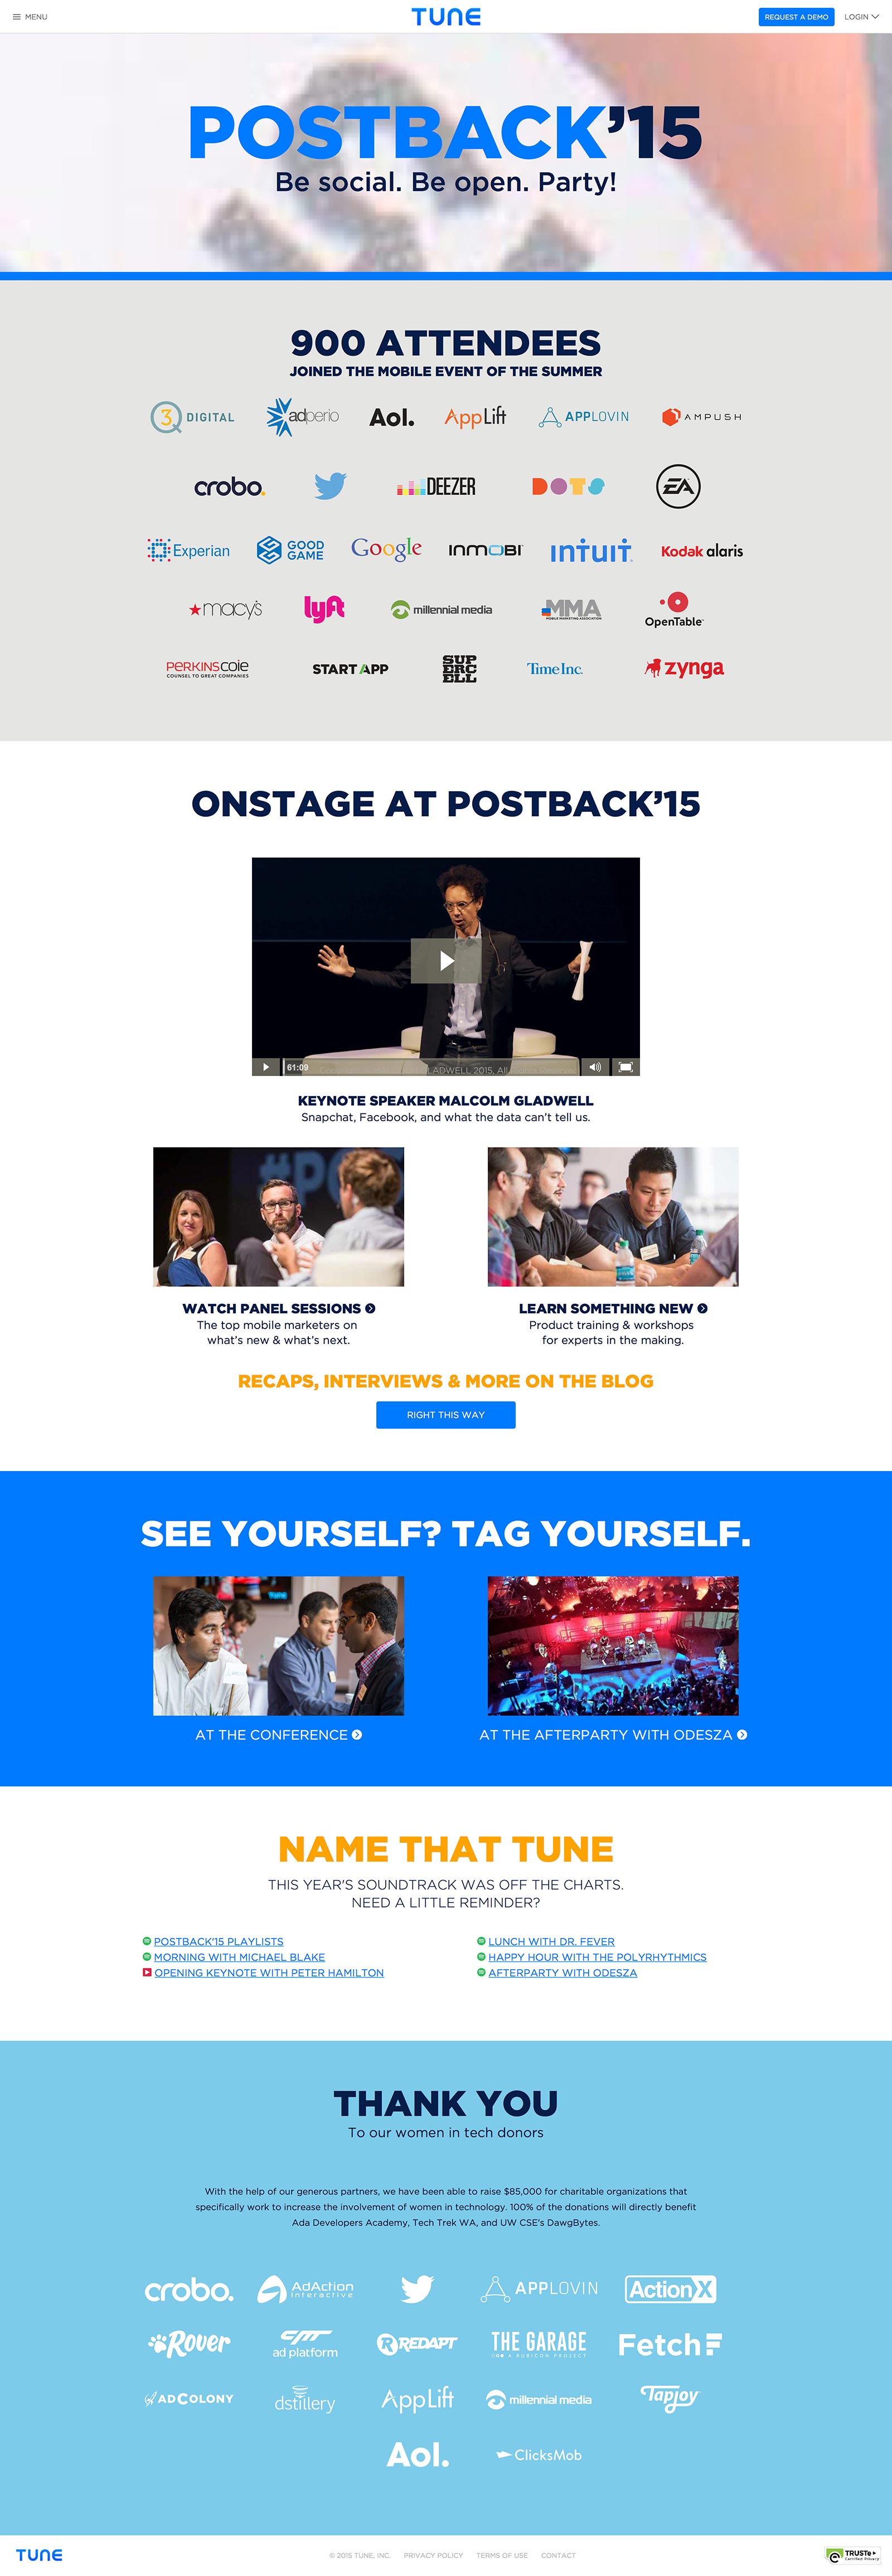 MENU
TUNE
REQUEST A DEMO
LOGIN
POSTBACK'15
Be social. Be open. Party!
900 ATTENDEES
JOINED THE MOBILE EVENT OF THE SUMMER
3Q DIGITAL
adperio
Aol.
AppLift
APPLOVIN
AMPUSH
crobo.
DEEZER
DOTS
EA
Experian
GOOD GAME
Google
INMOBI
intuit
Kodak alaris
macy's
lyft
millennial media
MMA
MOBILE MARKETING ASSOCIATION
OpenTable
PERKINSCOIE
COUNSEL TO GREAT COMPANIES
STARTAPP
SUPERCELL
Time Inc.
zynga
ONSTAGE AT POSTBACK'15
61:09
GLADWELL 2015, All
KEYNOTE SPEAKER MALCOLM GLADWELL
Snapchat, Facebook, and what the data can't tell us.
WATCH PANEL SESSIONS
The top mobile marketers on
what's new & what's next.
LEARN SOMETHING NEW
Product training & workshops
for experts in the making.
RECAPS, INTERVIEWS & MORE ON THE BLOG
RIGHT THIS WAY
SEE YOURSELF? TAG YOURSELF.
AT THE CONFERENCE
AT THE AFTERPARTY WITH ODESZA
NAME THAT TUNE
THIS YEAR'S SOUNDTRACK WAS OFF THE CHARTS.
NEED A LITTLE REMINDER?
POSTBACK'15 PLAYLISTS
MORNING WITH MICHAEL BLAKE
OPENING KEYNOTE WITH PETER HAMILTON
LUNCH WITH DR. FEVER
HAPPY HOUR WITH THE POLYRHYTHMICS
AFTERPARTY WITH ODESZA
THANK YOU
To our women in tech donors
With the help of our generous partners, we have been able to raise $85,000 for charitable organizations that
specifically work to increase the involvement of women in technology. 100% of the donations will directly benefit
Ada Developers Academy, Tech Trek WA, and UW CSE's DawgBytes.
crobo.
AdAction
Interactive
APPLOVIN
ActionX
Rover
ad platform
REDAPT
THE GARAGE
A RUBICON PROJECT
Fetch
ADCOLONY
dstillery
AppLift
millennial media
Tapjoy
Aol.
ClicksMob
TUNE
© 2015 TUNE, INC.
PRIVACY POLICY
TERMS OF USE
CONTACT
TRUSTe
Certified Privacy